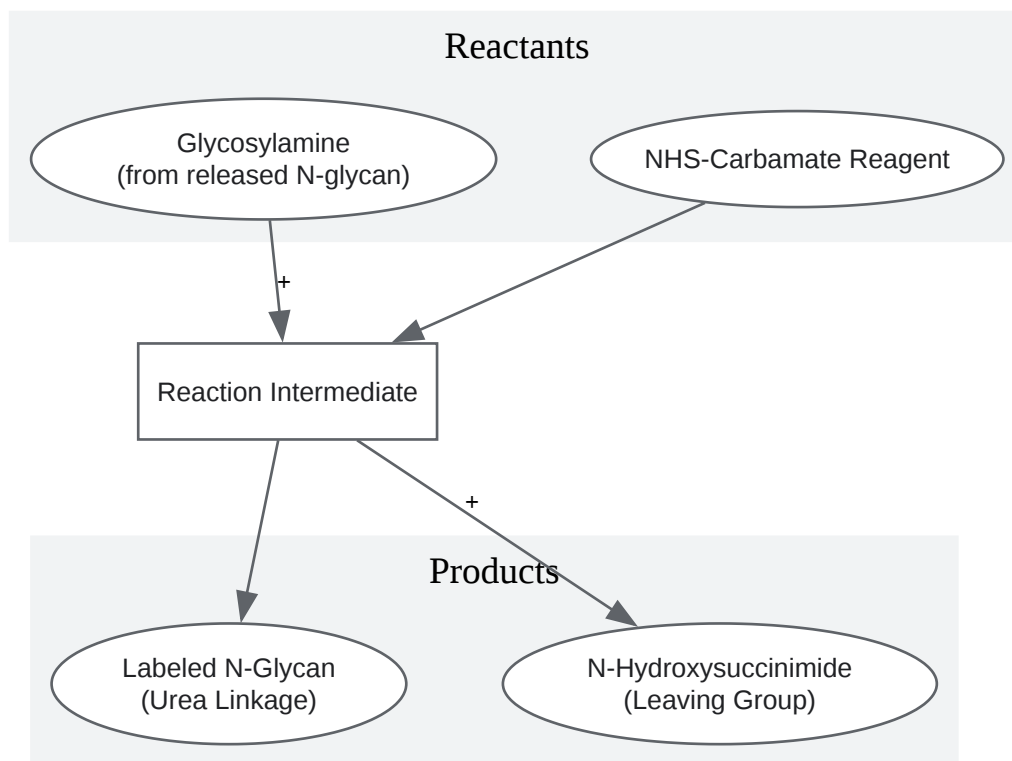 Reactants
Glycosylamine
(from released N-glycan)
NHS-Carbamate Reagent
+
Reaction Intermediate
+
Products
Labeled N-Glycan
(Urea Linkage)
N-Hydroxysuccinimide
(Leaving Group)